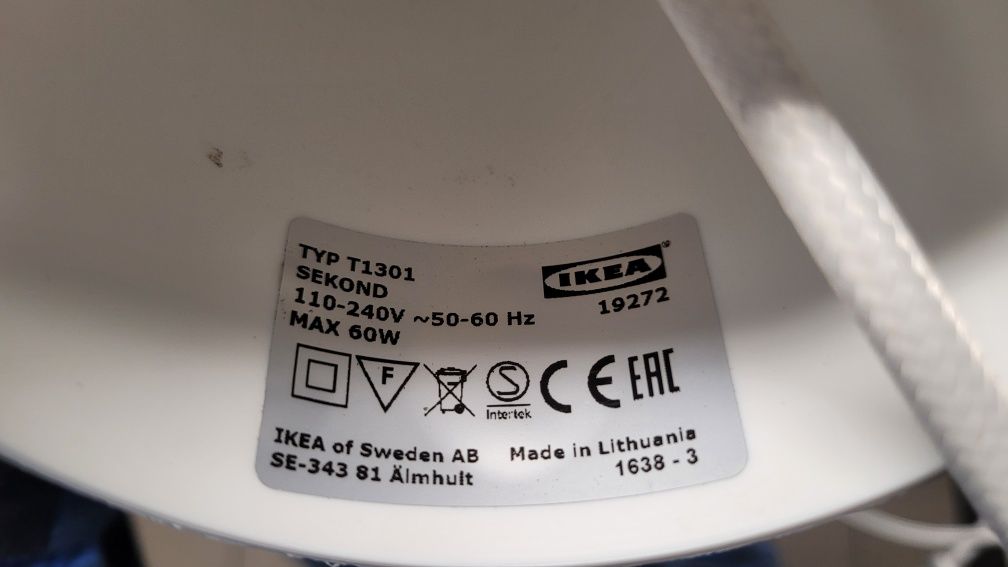 TYP T1301
SEKOND
110-240V ~50-60 Hz
MAX 60W
IKEA®
19272
F
S
Intertek
CE
EAC
IKEA of Sweden AB
SE-343 81 Älmhult
Made in Lithuania
1638 - 3